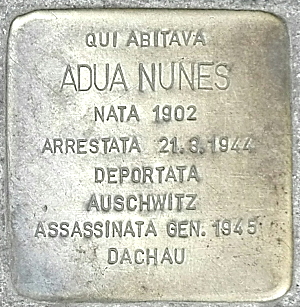 QUI ABITAVA
ADUA NUNES
NATA 1902
ARRESTATA 21.3.1944
DEPORTATA
AUSCHWITZ
ASSASSINATA GEN. 1945
DACHAU